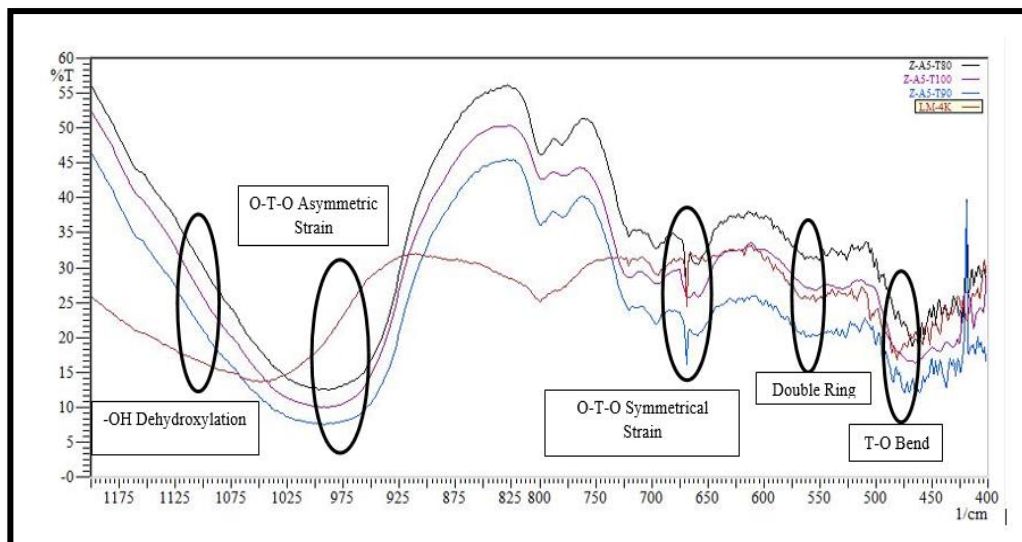 60
%T
55
50
45
40
35
30
25
20
15
10
5
-0
Z-A5-T80
Z-A5-T100
Z-A5-T90
LM-4K
O-T-O Asymmetric
Strain
-OH Dehydroxylation
O-T-O Symmetrical
Strain
Double Ring
T-O Bend
1175 1125 1075 1025 975 925 875 825 800 750 700 650 600 550 500 450 400
1/cm